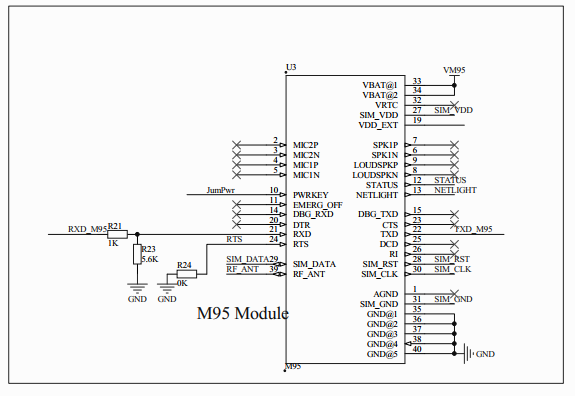 U3
VM95
VBAT@1 33
VBAT@2 34
VRTC 32
SIM_VDD 27 SIM_VDD
VDD_EXT 19
2 MIC2P SPK1P 7
3 MIC2N SPK1N 6
4 MIC1P LOUDSPKP 9
5 MIC1N LOUDSPKN 8
STATUS 12 STATUS
JumPwr 10 PWRKEY NETLIGHT 13 NETLIGHT
11 EMERG_OFF
14 DBG_RXD DBG_TXD 15
20 DTR CTS 23
RXD_M95 R21 21 RXD TXD 22 TXD_M95
1K
RTS 24 RTS DCD 25
R23
5.6K
RI 26
R24
0K
SIM_DATA 29 SIM_DATA SIM_RST 28 SIM_RST
RF_ANT 39 RF_ANT SIM_CLK 30 SIM_CLK
GND GND
AGND 1
SIM_GND 31 SIM_GND
M95 Module
GND@1 35
GND@2 36
GND@3 37
GND@4 38
GND@5 40 GND
M95